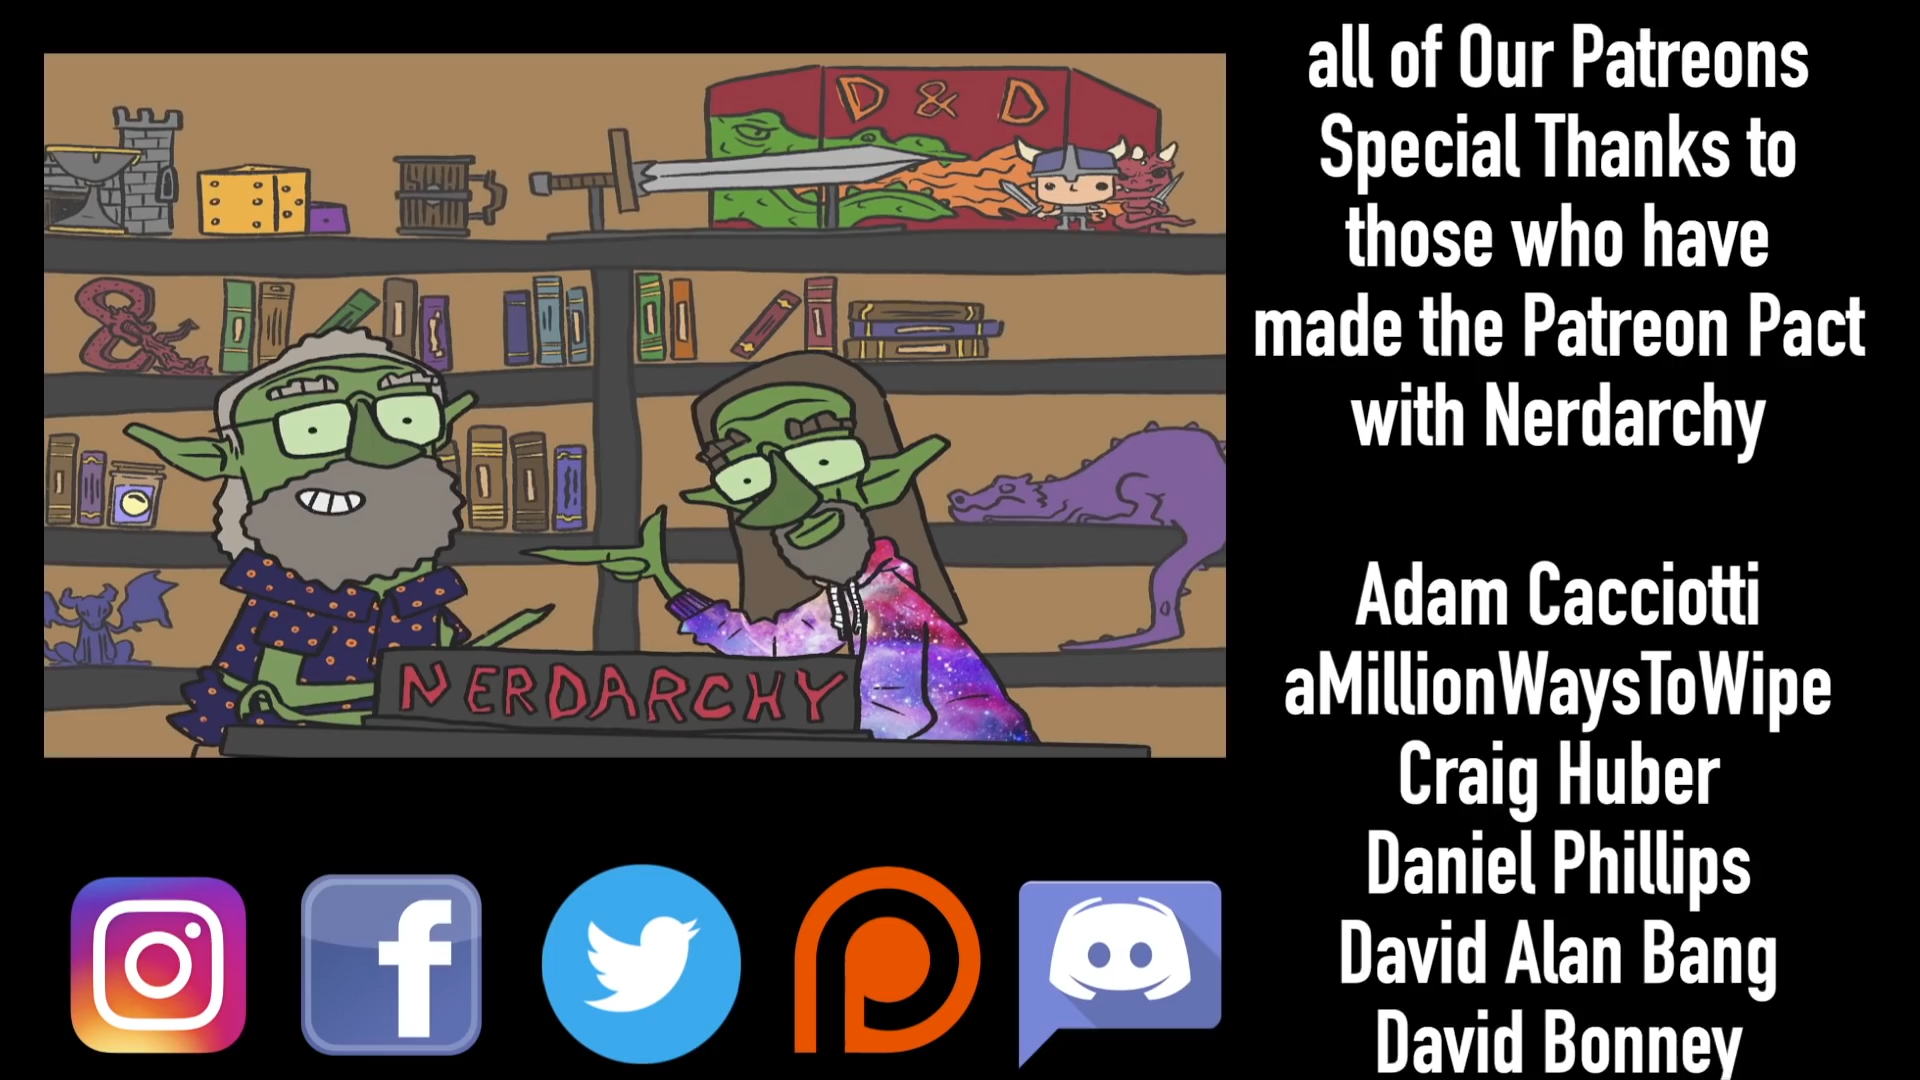 D & D
NERDARCHY
all of Our Patreons
Special Thanks to
those who have
made the Patreon Pact
with Nerdarchy
Adam Cacciotti
aMillionWaysToWipe
Craig Huber
Daniel Phillips
David Alan Bang
David Bonney